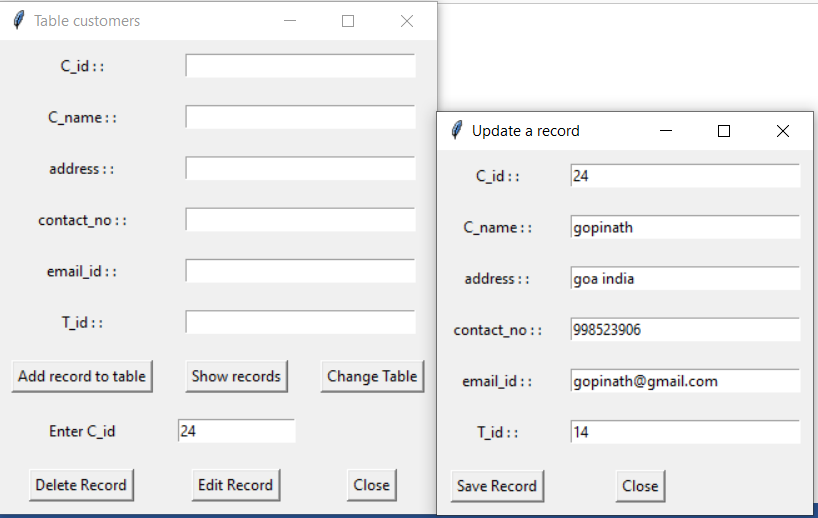 Table customers
C_id : :
C_name : :
address : :
contact_no : :
email_id : :
T_id : :
Add record to table Show records Change Table
Enter C_id 24
Delete Record Edit Record Close
Update a record
C_id : : 24
C_name : : gopinath
address : : goa india
contact_no : : 998523906
email_id : : gopinath@gmail.com
T_id : : 14
Save Record Close